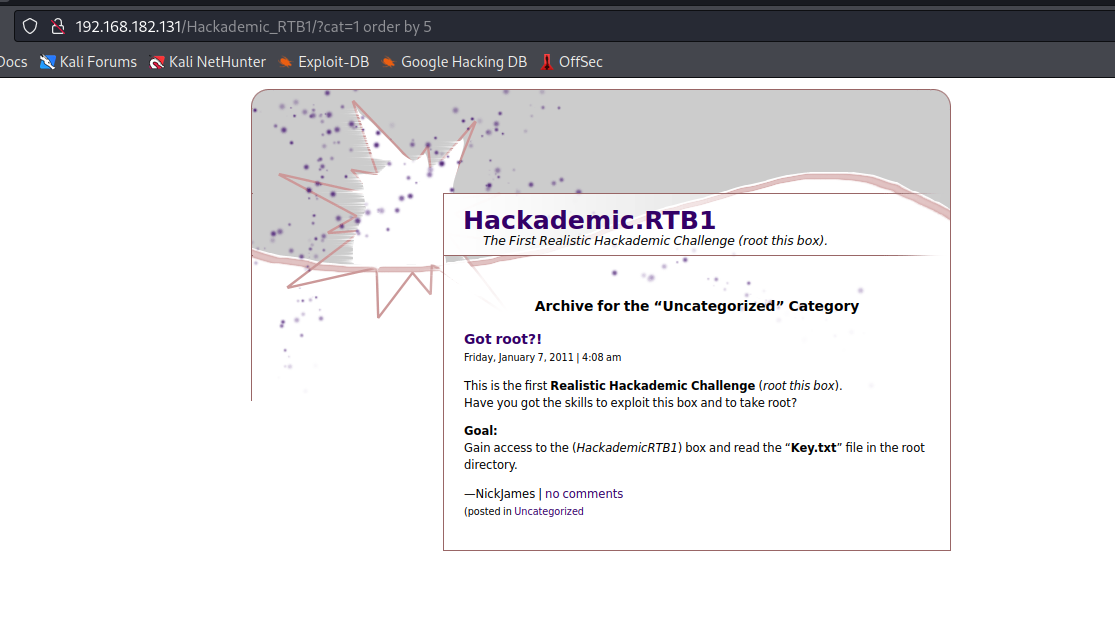 192.168.182.131/Hackademic_RTB1/?cat=1 order by 5
Docs Kali Forums Kali NetHunter Exploit-DB Google Hacking DB OffSec
Hackademic.RTB1
The First Realistic Hackademic Challenge (root this box).
Archive for the “Uncategorized” Category
Got root?!
Friday, January 7, 2011 | 4:08 am
This is the first Realistic Hackademic Challenge (root this box).
Have you got the skills to exploit this box and to take root?
Goal:
Gain access to the (HackademicRTB1) box and read the “Key.txt” file in the root
directory.
—NickJames | no comments
(posted in Uncategorized